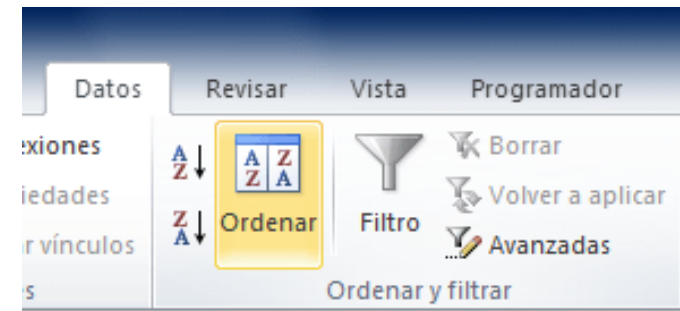 Datos Revisar Vista Programador
exiones
iedades
r vínculos
s
A
Z
Z
A
A Z
Z A
Ordenar
Filtro
Borrar
Volver a aplicar
Avanzadas
Ordenar y filtrar